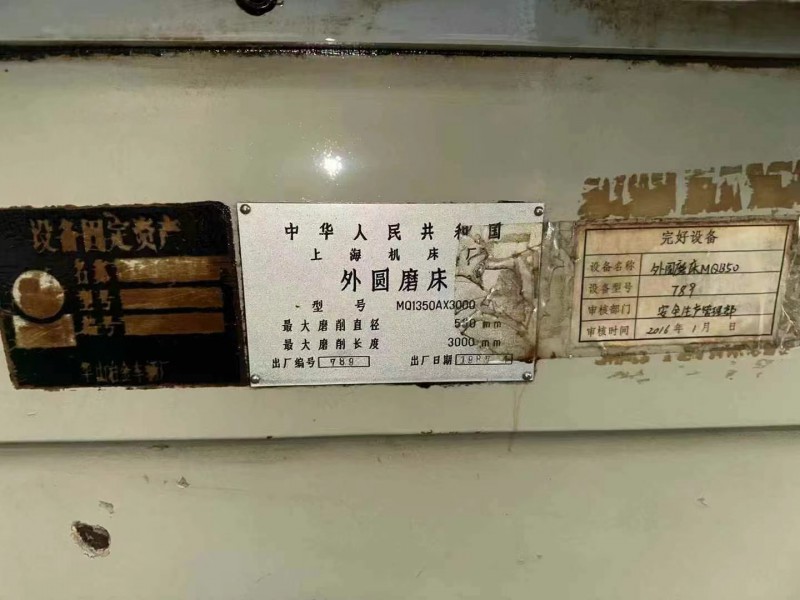 设备固定资产
名称
型号
编号
中华人民共和国
上海机床
外圆磨床
型号 MQ1350AX3000
最大磨削直径 500 mm
最大磨削长度 3000 mm
出厂编号 789
出厂日期
完好设备
设备名称 外圆磨床MQ1350
设备型号 789
审核部门 安全生产管理部
审核时间 2016年1月 日